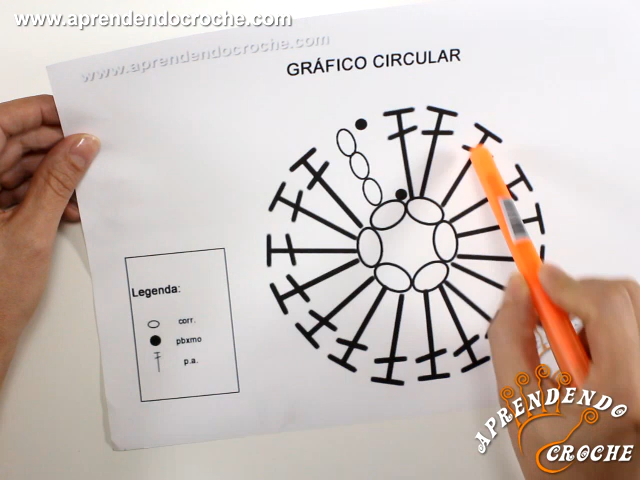 www.aprendendocroche.com
www.aprendendocroche.com
GRÁFICO CIRCULAR
Legenda:
corr.
pbxmo
p.a.
APRENDENDO
CROCHE